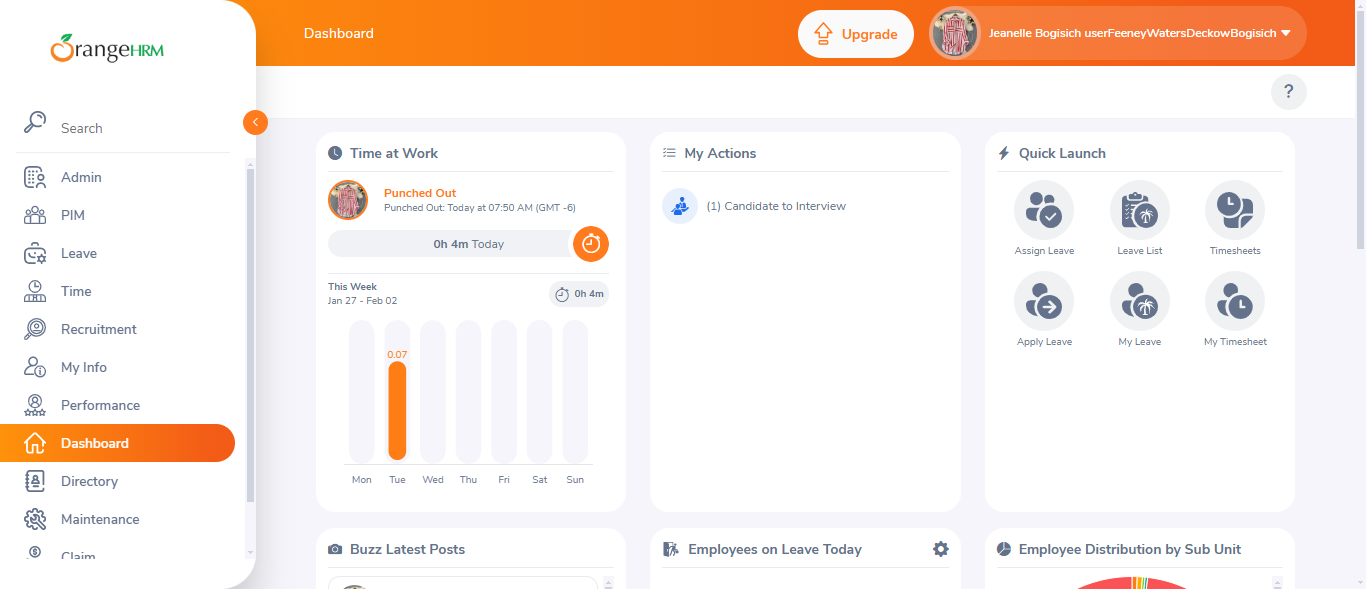 OrangeHRM
Dashboard
Upgrade
Jeanelle Bogisich userFeeneyWatersDeckowBogisich
?
Search
Admin
PIM
Leave
Time
Recruitment
My Info
Performance
Dashboard
Directory
Maintenance
Claim
Time at Work
Punched Out
Punched Out: Today at 07:50 AM (GMT -6)
0h 4m Today
This Week
Jan 27 - Feb 02
0h 4m
0.07
Mon Tue Wed Thu Fri Sat Sun
My Actions
(1) Candidate to Interview
Quick Launch
Assign Leave
Leave List
Timesheets
Apply Leave
My Leave
My Timesheet
Buzz Latest Posts
Employees on Leave Today
Employee Distribution by Sub Unit